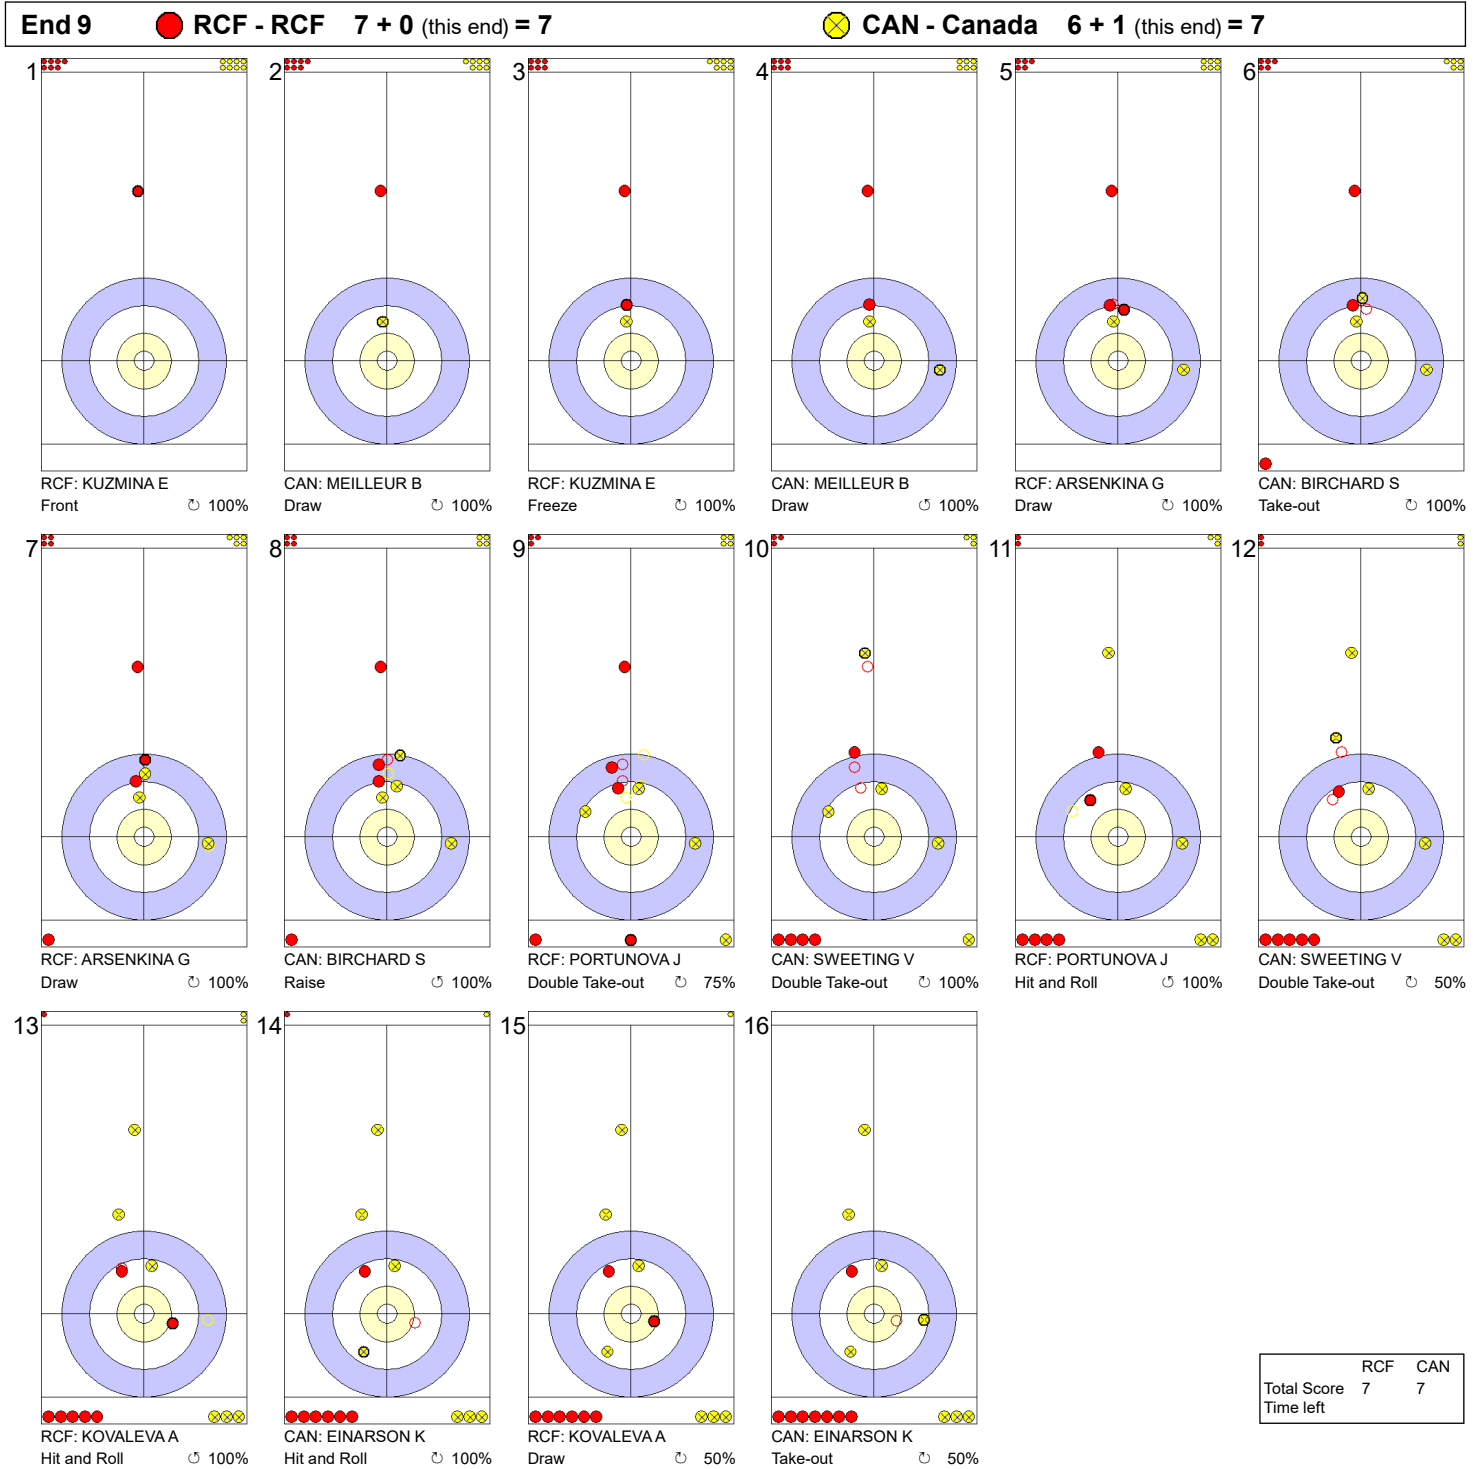 End 9 RCF - RCF 7 + 0 (this end) = 7 CAN - Canada 6 + 1 (this end) = 7
1 2 3 4 5 6
RCF: KUZMINA E CAN: MEILLEUR B RCF: KUZMINA E CAN: MEILLEUR B RCF: ARSENKINA G CAN: BIRCHARD S
Front ↻ 100% Draw ↻ 100% Freeze ↻ 100% Draw ↺ 100% Draw ↻ 100% Take-out ↻ 100%
7 8 9 10 11 12
RCF: ARSENKINA G CAN: BIRCHARD S RCF: PORTUNOVA J CAN: SWEETING V RCF: PORTUNOVA J CAN: SWEETING V
Draw ↻ 100% Raise ↺ 100% Double Take-out ↻ 75% Double Take-out ↻ 100% Hit and Roll ↺ 100% Double Take-out ↻ 50%
13 14 15 16
RCF: KOVALEVA A CAN: EINARSON K RCF: KOVALEVA A CAN: EINARSON K
Hit and Roll ↻ 100% Hit and Roll ↻ 100% Draw ↻ 50% Take-out ↻ 50%
RCF CAN
Total Score 7 7
Time left